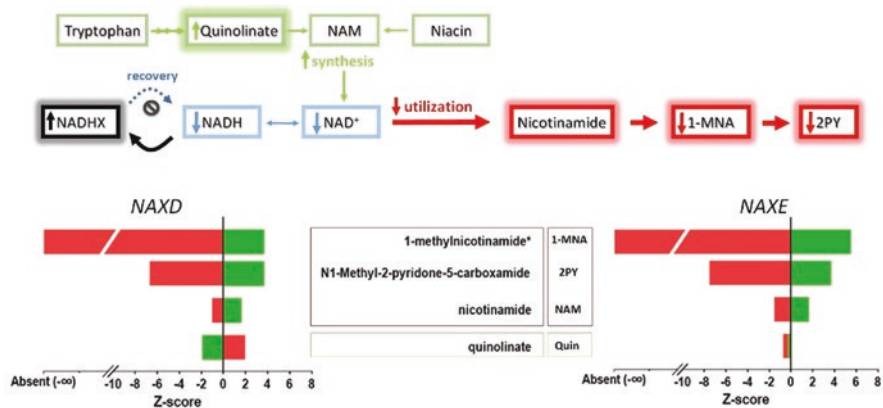 Tryptophan Quinolinate NAM Niacin
synthesis
recovery
utilization
NADHX NADH NAD⁺ Nicotinamide 1-MNA 2PY
NAXD NAXE
1-methylnicotinamide* 1-MNA
N1-Methyl-2-pyridone-5-carboxamide 2PY
nicotinamide NAM
quinolinate Quin
Absent (-∞) -10 -8 -6 -4 -2 0 2 4 6 8
Z-score
Absent (-∞) -10 -8 -6 -4 -2 0 2 4 6 8
Z-score